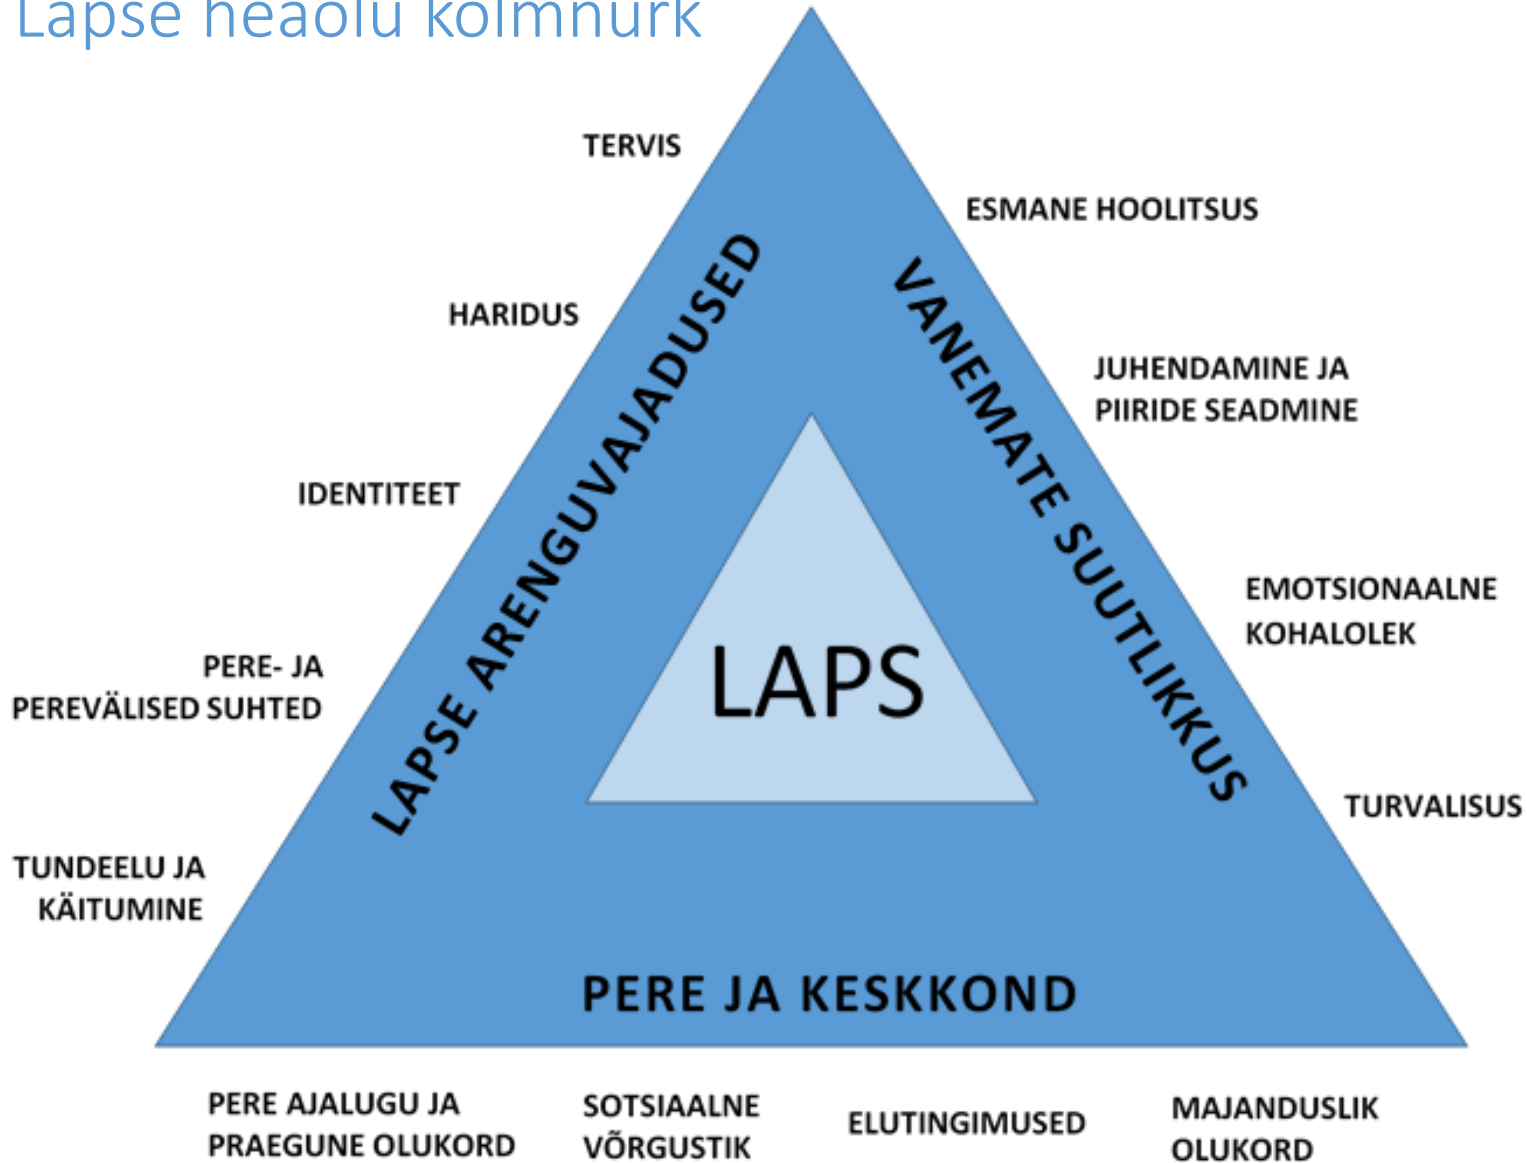 Lapse heaolu kolmnurk
TERVIS
HARIDUS
IDENTITEET
PERE- JA
PEREVÄLISED SUHTED
TUNDEELU JA
KÄITUMINE
LAPSE ARENGUVAJADUSED
VANEMATE SUUTLIKKUS
ESMANE HOOLITSUS
JUHENDAMINE JA
PIIRIDE SEADMINE
EMOTSIONAALNE
KOHALOLEK
TURVALISUS
LAPS
PERE JA KESKKOND
PERE AJALUGU JA
PRAEGUNE OLUKORD
SOTSIAALNE
VÕRGUSTIK
ELUTINGIMUSED
MAJANDUSLIK
OLUKORD